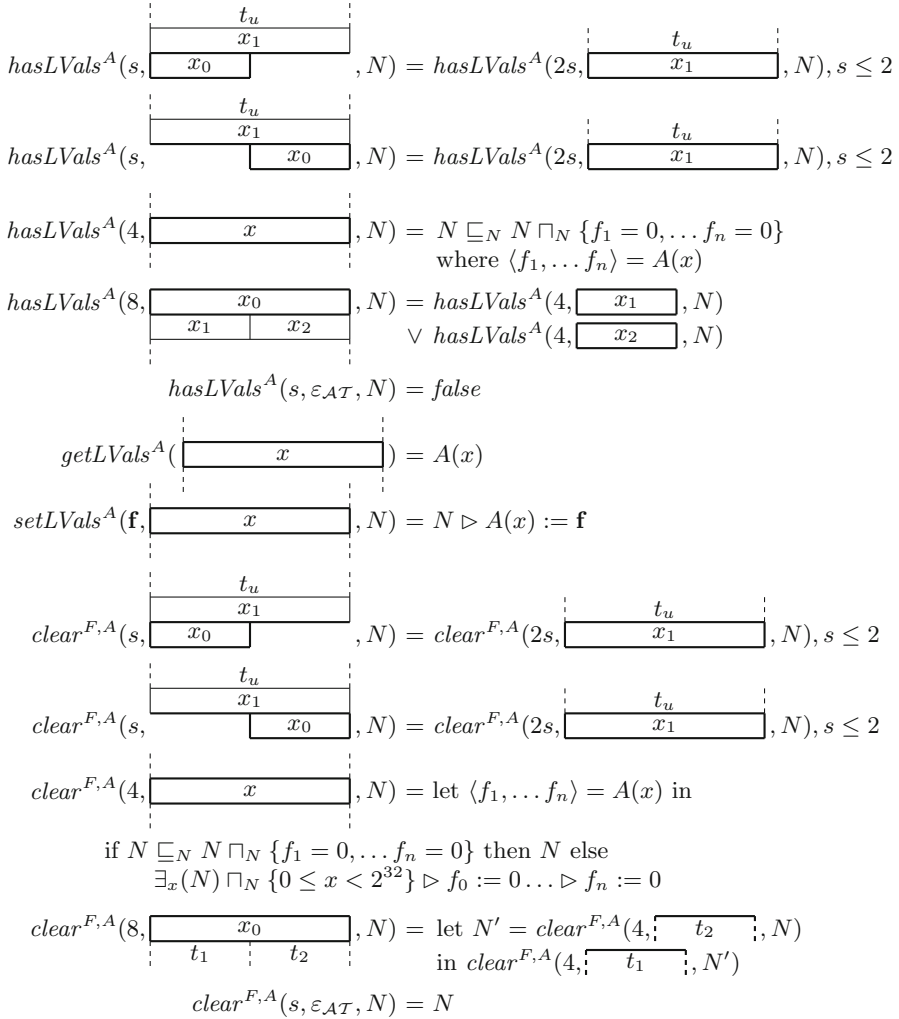 t_u
x_1
hasLVals^A(s, x_0 , N) = hasLVals^A(2s, t_u x_1 , N), s ≤ 2
t_u
x_1
hasLVals^A(s, x_0 , N) = hasLVals^A(2s, t_u x_1 , N), s ≤ 2
hasLVals^A(4, x , N) = N ⊑_N N ⊓_N {f_1 = 0, … f_n = 0}
where ⟨f_1, … f_n⟩ = A(x)
hasLVals^A(8, x_0 , N) = hasLVals^A(4, x_1 , N)
x_1 x_2 ∨ hasLVals^A(4, x_2 , N)
hasLVals^A(s, ε_{𝒜𝒯}, N) = false
getLVals^A( x ) = A(x)
setLVals^A(𝐟, x , N) = N ▷ A(x) := 𝐟
t_u
x_1
clear^{F,A}(s, x_0 , N) = clear^{F,A}(2s, t_u x_1 , N), s ≤ 2
t_u
x_1
clear^{F,A}(s, x_0 , N) = clear^{F,A}(2s, t_u x_1 , N), s ≤ 2
clear^{F,A}(4, x , N) = let ⟨f_1, … f_n⟩ = A(x) in
if N ⊑_N N ⊓_N {f_1 = 0, … f_n = 0} then N else
∃_x(N) ⊓_N {0 ≤ x < 2^{32}} ▷ f_0 := 0 … ▷ f_n := 0
clear^{F,A}(8, x_0 , N) = let N′ = clear^{F,A}(4, t_2 , N)
t_1 t_2 in clear^{F,A}(4, t_1 , N′)
clear^{F,A}(s, ε_{𝒜𝒯}, N) = N